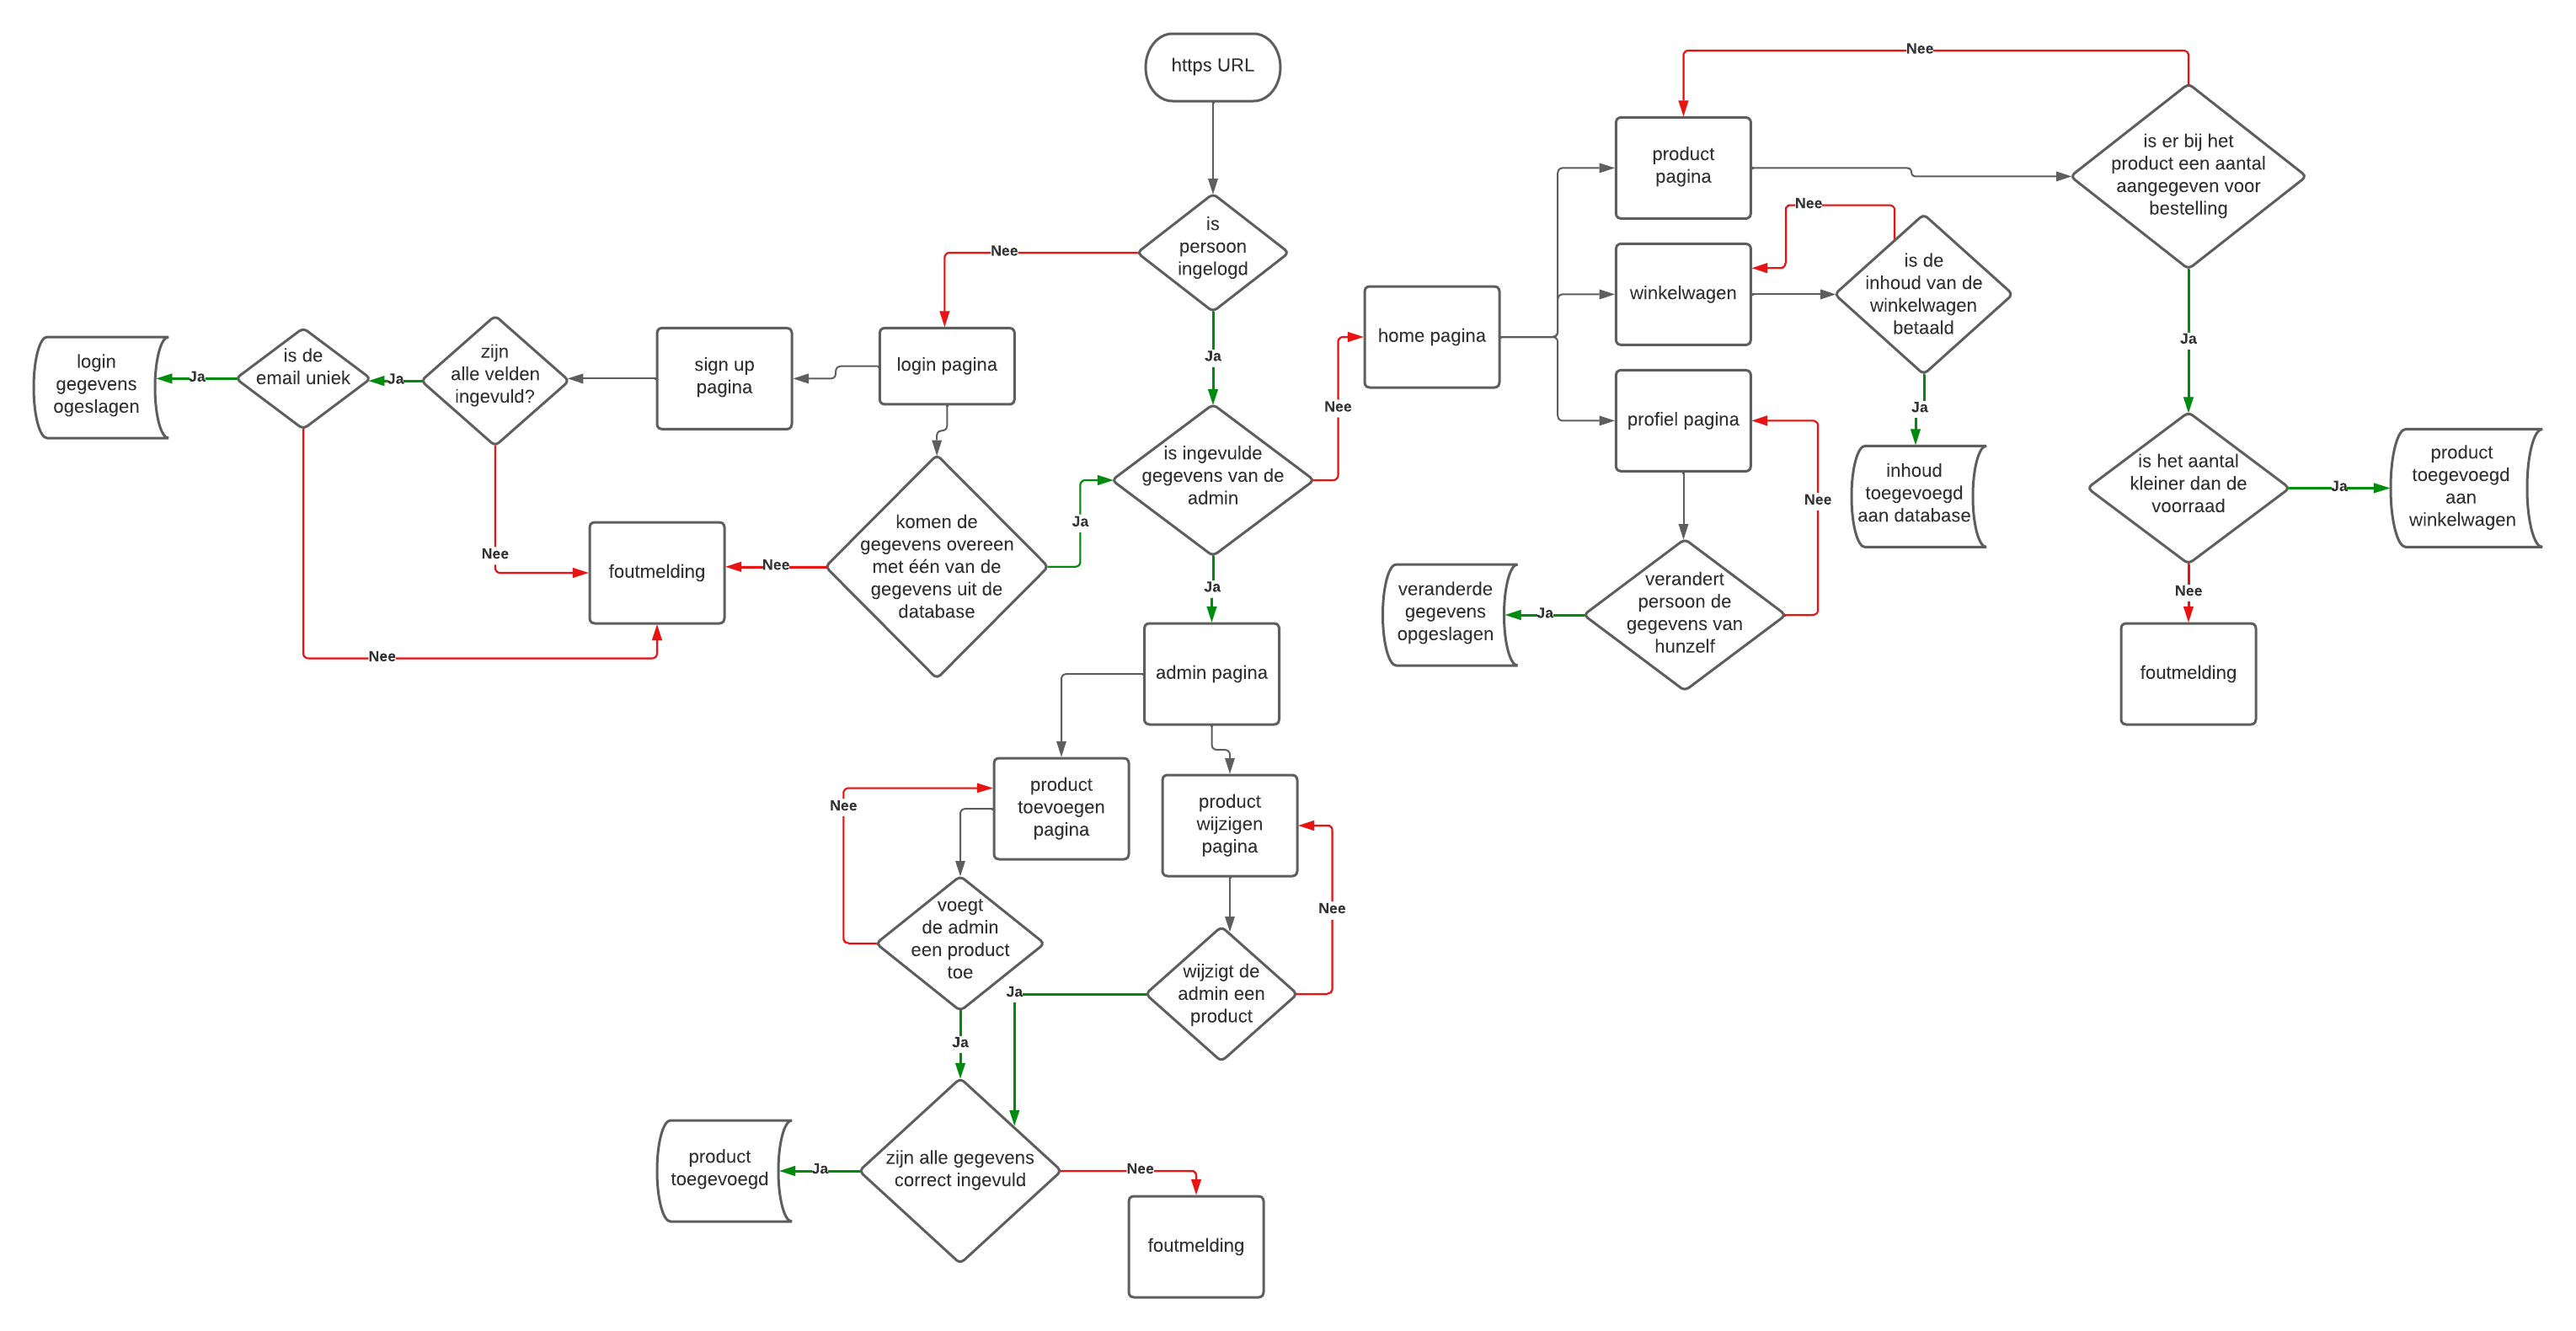 https URL
Nee
is
persoon
ingelogd
Nee
Ja
login pagina
sign up
pagina
zijn
alle velden
ingevuld?
Ja
is de
email uniek
Ja
login
gegevens
ogeslagen
Nee
Nee
foutmelding
Nee
komen de
gegevens overeen
met één van de
gegevens uit de
database
Ja
is ingevulde
gegevens van de
admin
Nee
Ja
home pagina
product
pagina
is er bij het
product een aantal
aangegeven voor
bestelling
Nee
winkelwagen
is de
inhoud van de
winkelwagen
betaald
Ja
inhoud
toegevoegd
aan database
profiel pagina
Nee
verandert
persoon de
gegevens van
hunzelf
Ja
veranderde
gegevens
opgeslagen
Ja
is het aantal
kleiner dan de
voorraad
Ja
product
toegevoegd
aan
winkelwagen
Nee
foutmelding
admin pagina
product
toevoegen
pagina
Nee
product
wijzigen
pagina
Nee
voegt
de admin
een product
toe
wijzigt de
admin een
product
Ja
Ja
zijn alle gegevens
correct ingevuld
Ja
product
toegevoegd
Nee
foutmelding